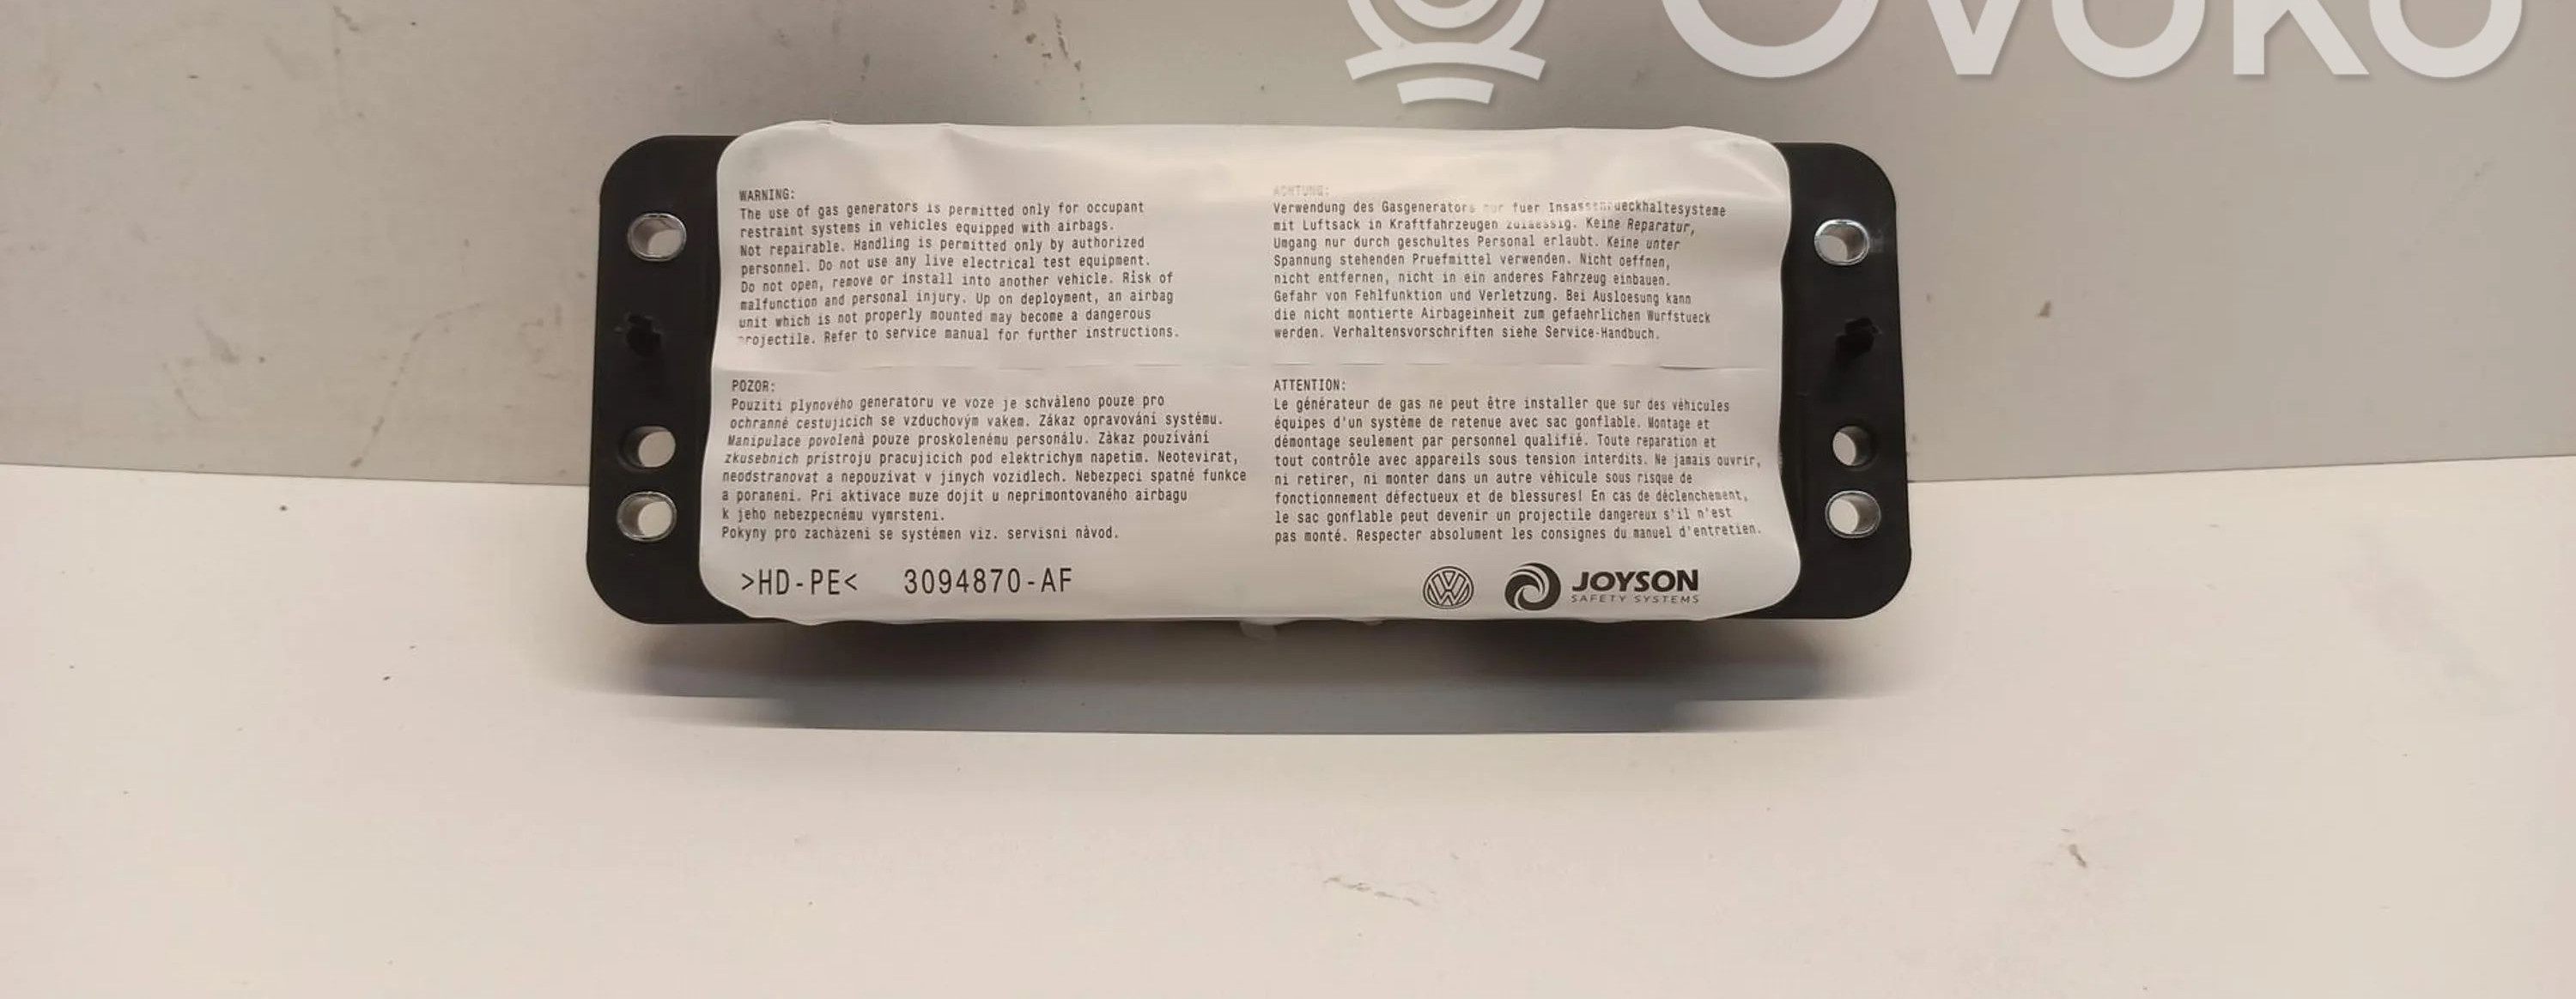 OVOKO
WARNING:
The use of gas generators is permitted only for occupant
restraint systems in vehicles equipped with airbags.
Not repairable. Handling is permitted only by authorized
personnel. Do not use any live electrical test equipment.
Do not open, remove or install into another vehicle. Risk of
malfunction and personal injury. Up on deployment, an airbag
unit which is not properly mounted may become a dangerous
projectile. Refer to service manual for further instructions.
ACHTUNG:
Verwendung des Gasgenerators nur fuer Insassenrueckhaltesysteme
mit Luftsack in Kraftfahrzeugen zulaessig. Keine Reparatur,
Umgang nur durch geschultes Personal erlaubt. Keine unter
Spannung stehenden Pruefmittel verwenden. Nicht oeffnen,
nicht entfernen, nicht in ein anderes Fahrzeug einbauen.
Gefahr von Fehlfunktion und Verletzung. Bei Ausloesung kann
die nicht montierte Airbageinheit zum gefaehrlichen Wurfstueck
werden. Verhaltensvorschriften siehe Service-Handbuch.
POZOR:
Pouziti plynového generatoru ve voze je schvàleno pouze pro
ochranné cestujicich se vzduchovým vakem. Zákaz opravování systému.
Manipulace povolenà pouze proskolenému personálu. Zákaz pouzívání
zkusebnich pristroju pracujicich pod elektrichym napetim. Neotevirat,
neodstranovat a nepouzivat v jiných vozidlech. Nebezpeci spatné funkce
a poraneni. Pri aktivace muze dojit u neprimontovaného airbagu
k jeho nebezpecnému vymrsteni.
Pokyny pro zachàzeni se systémen viz. servisni nàvod.
ATTENTION:
Le générateur de gas ne peut être installer que sur des véhicules
équipes d'un système de retenue avec sac gonflable. Montage et
démontage seulement par personnel qualifié. Toute reparation et
tout contrôle avec appareils sous tension interdits. Ne jamais ouvrir,
ni retirer, ni monter dans un autre véhicule sous risque de
fonctionnement défectueux et de blessures! En cas de déclenchement,
le sac gonflable peut devenir un projectile dangereux s'il n'est
pas monté. Respecter absolument les consignes du manuel d'entretien.
>HD-PE< 3094870-AF
JOYSON
SAFETY SYSTEMS